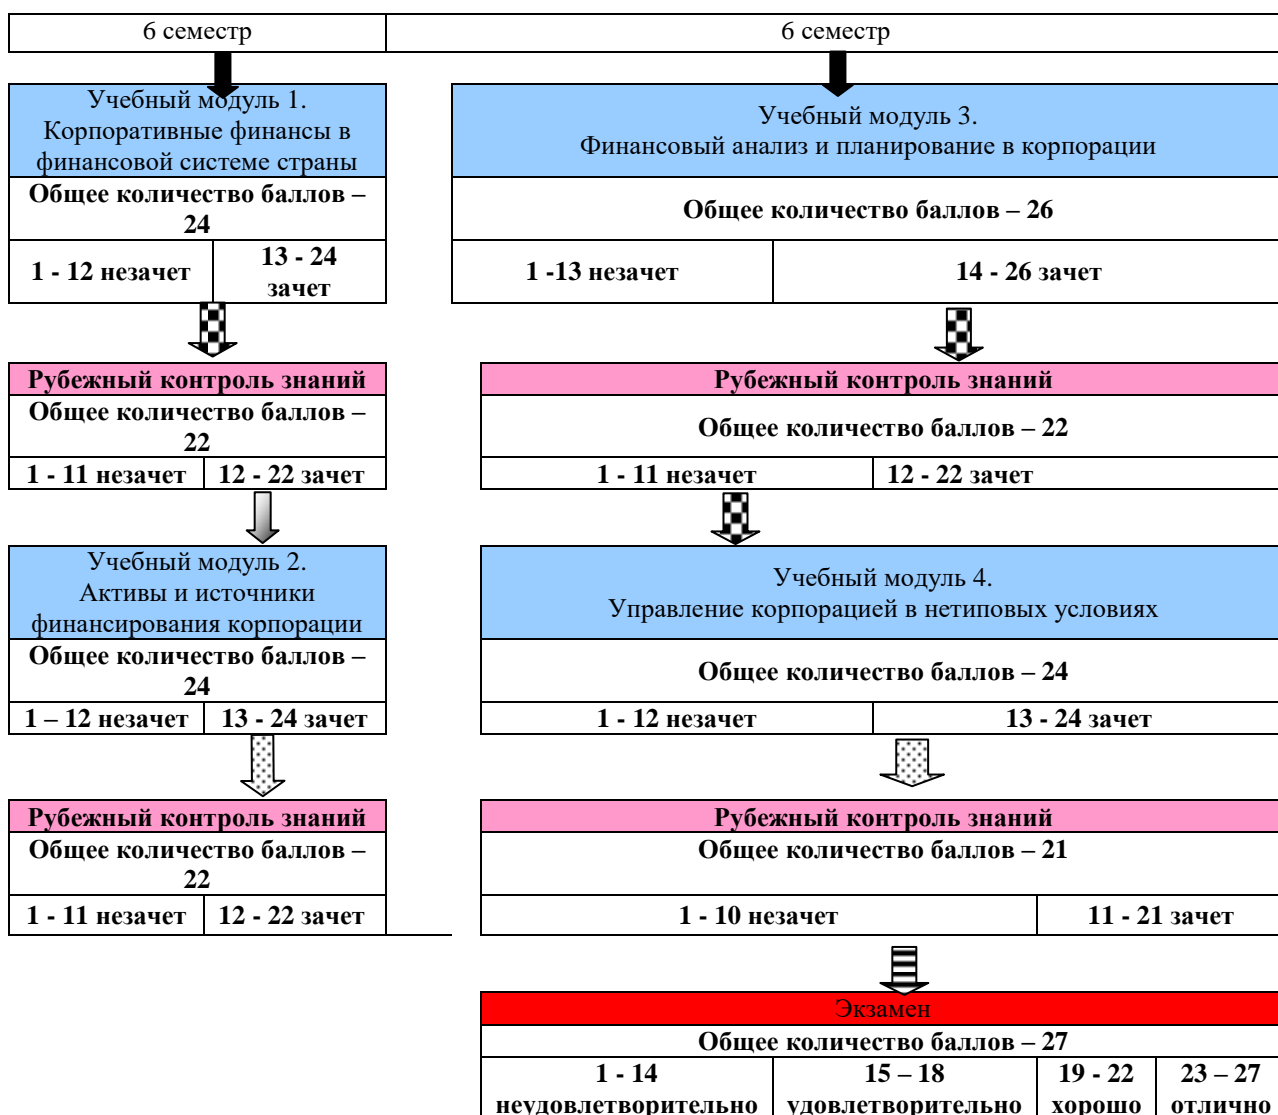 6 семестр
6 семестр
Учебный модуль 1.
Корпоративные финансы в
финансовой системе страны
Общее количество баллов –
24
1 - 12 незачет
13 - 24
зачет
Учебный модуль 3.
Финансовый анализ и планирование в корпорации
Общее количество баллов – 26
1 -13 незачет
14 - 26 зачет
Рубежный контроль знаний
Общее количество баллов –
22
1 - 11 незачет
12 - 22 зачет
Рубежный контроль знаний
Общее количество баллов – 22
1 - 11 незачет
12 - 22 зачет
Учебный модуль 2.
Активы и источники
финансирования корпорации
Общее количество баллов –
24
1 – 12 незачет
13 - 24 зачет
Учебный модуль 4.
Управление корпорацией в нетиповых условиях
Общее количество баллов – 24
1 - 12 незачет
13 - 24 зачет
Рубежный контроль знаний
Общее количество баллов –
22
1 - 11 незачет
12 - 22 зачет
Рубежный контроль знаний
Общее количество баллов – 21
1 - 10 незачет
11 - 21 зачет
Экзамен
Общее количество баллов – 27
1 - 14
неудовлетворительно
15 – 18
удовлетворительно
19 - 22
хорошо
23 – 27
отлично